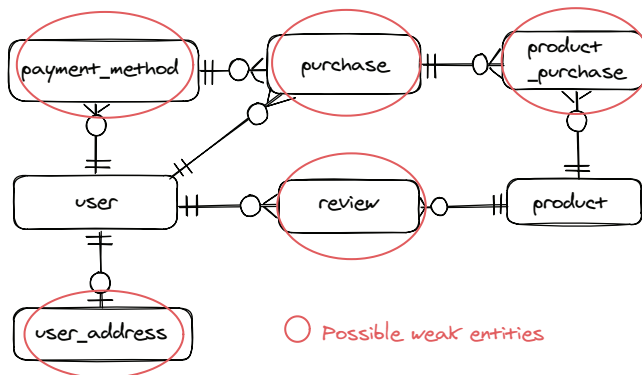 payment_method
purchase
product
_purchase
user
review
product
user_address
Possible weak entities